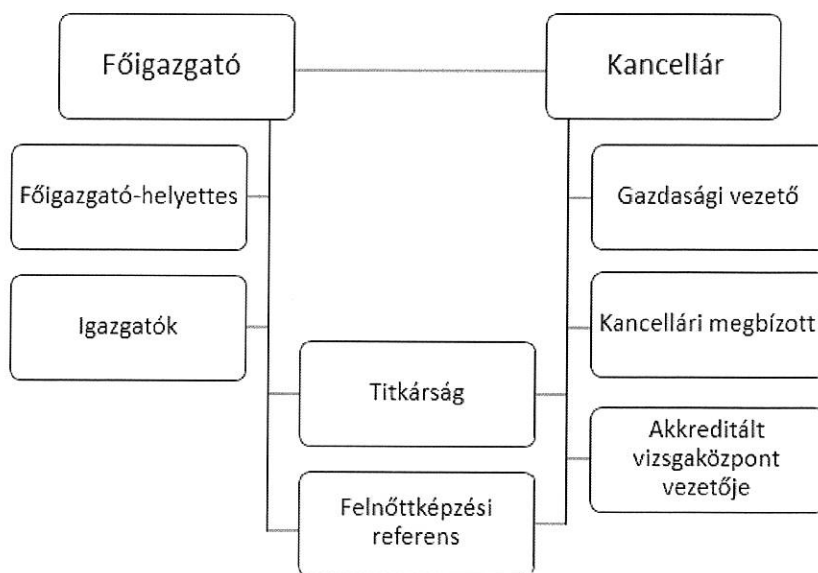 Főigazgató
Kancellár
Főigazgató-helyettes
Gazdasági vezető
Igazgatók
Kancellári megbízott
Titkárság
Akkreditált
vizsgaközpont
vezetője
Felnőttképzési
referens